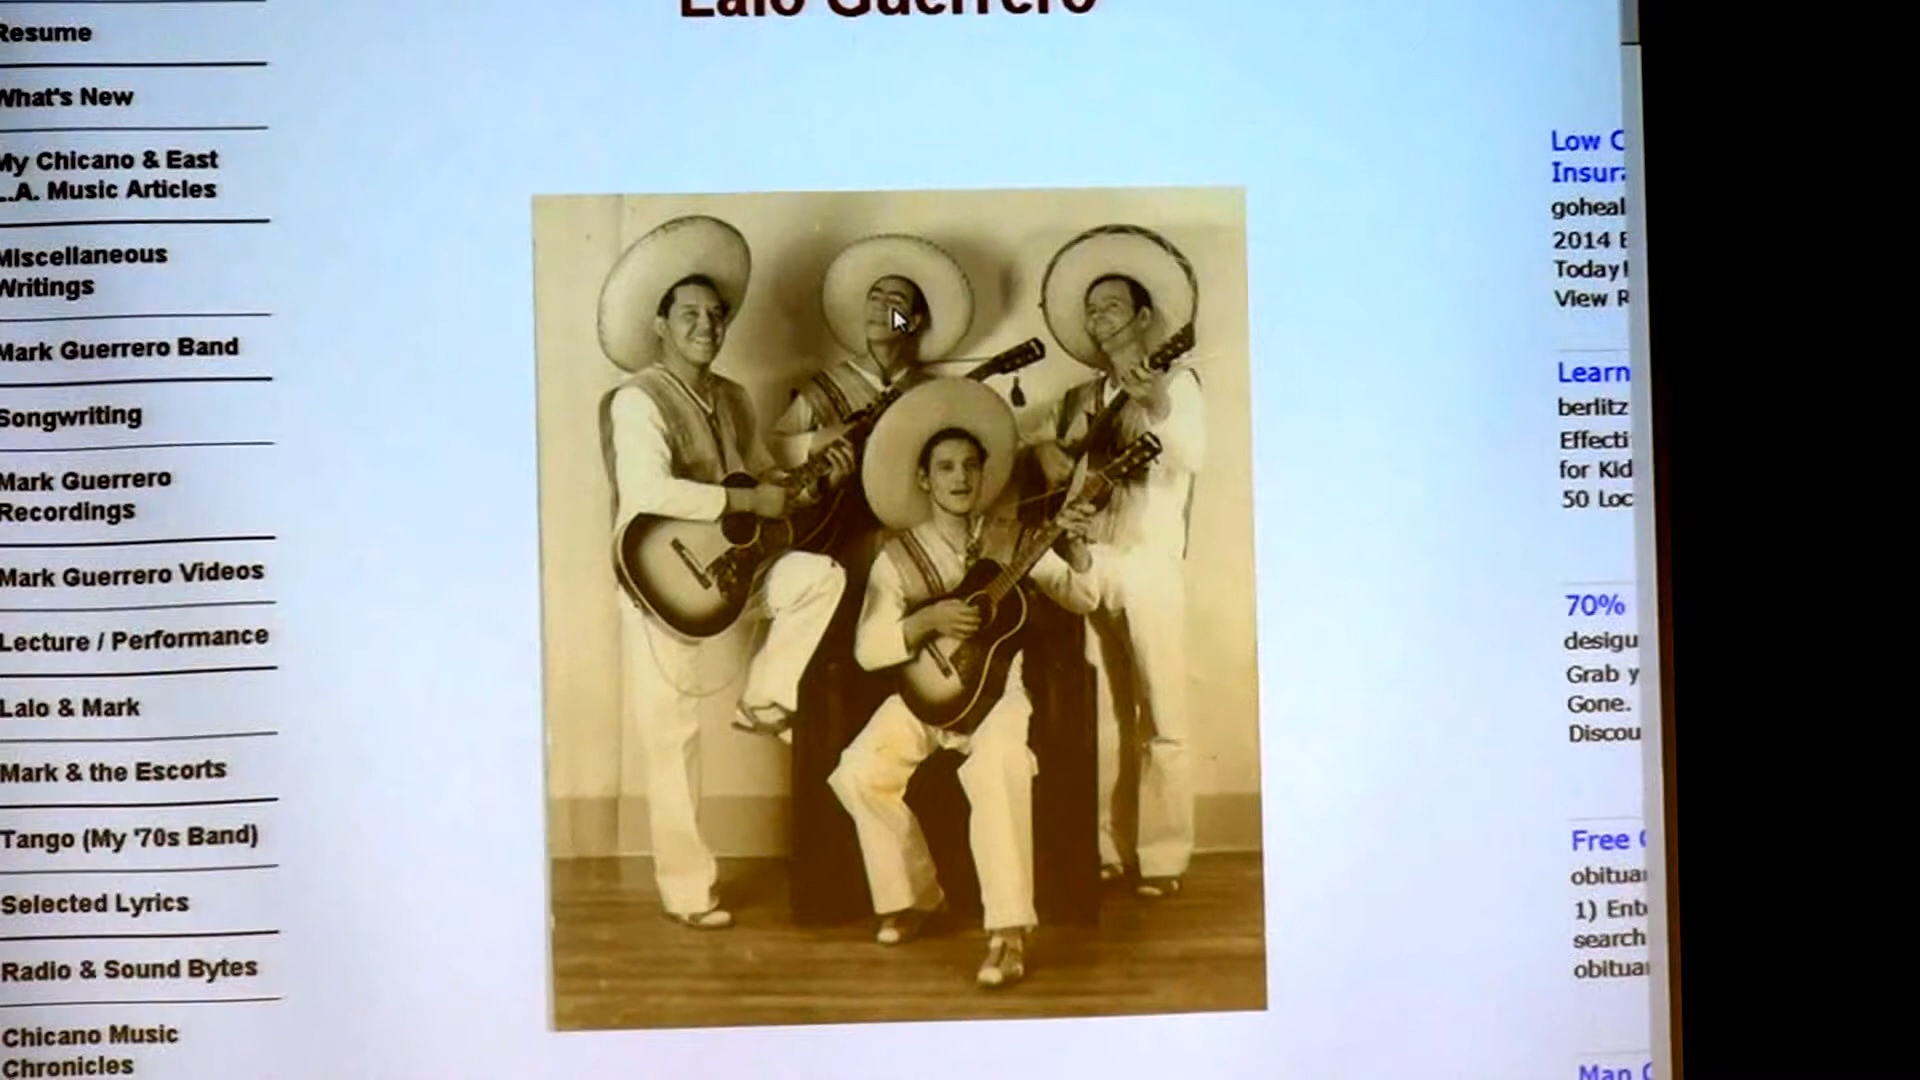 Lalo Guerrero
Resume
What's New
My Chicano & East
L.A. Music Articles
Miscellaneous
Writings
Mark Guerrero Band
Songwriting
Mark Guerrero
Recordings
Mark Guerrero Videos
Lecture / Performance
Lalo & Mark
Mark & the Escorts
Tango (My '70s Band)
Selected Lyrics
Radio & Sound Bytes
Chicano Music
Chronicles
Low
goheal
2014
Today!
View
Learn
berlitz
Effecti
for Kid
50 Loc
70%
desigu
Grab y
Gone.
Discou
Free
obituar
1) Ent
search
obituar
Man